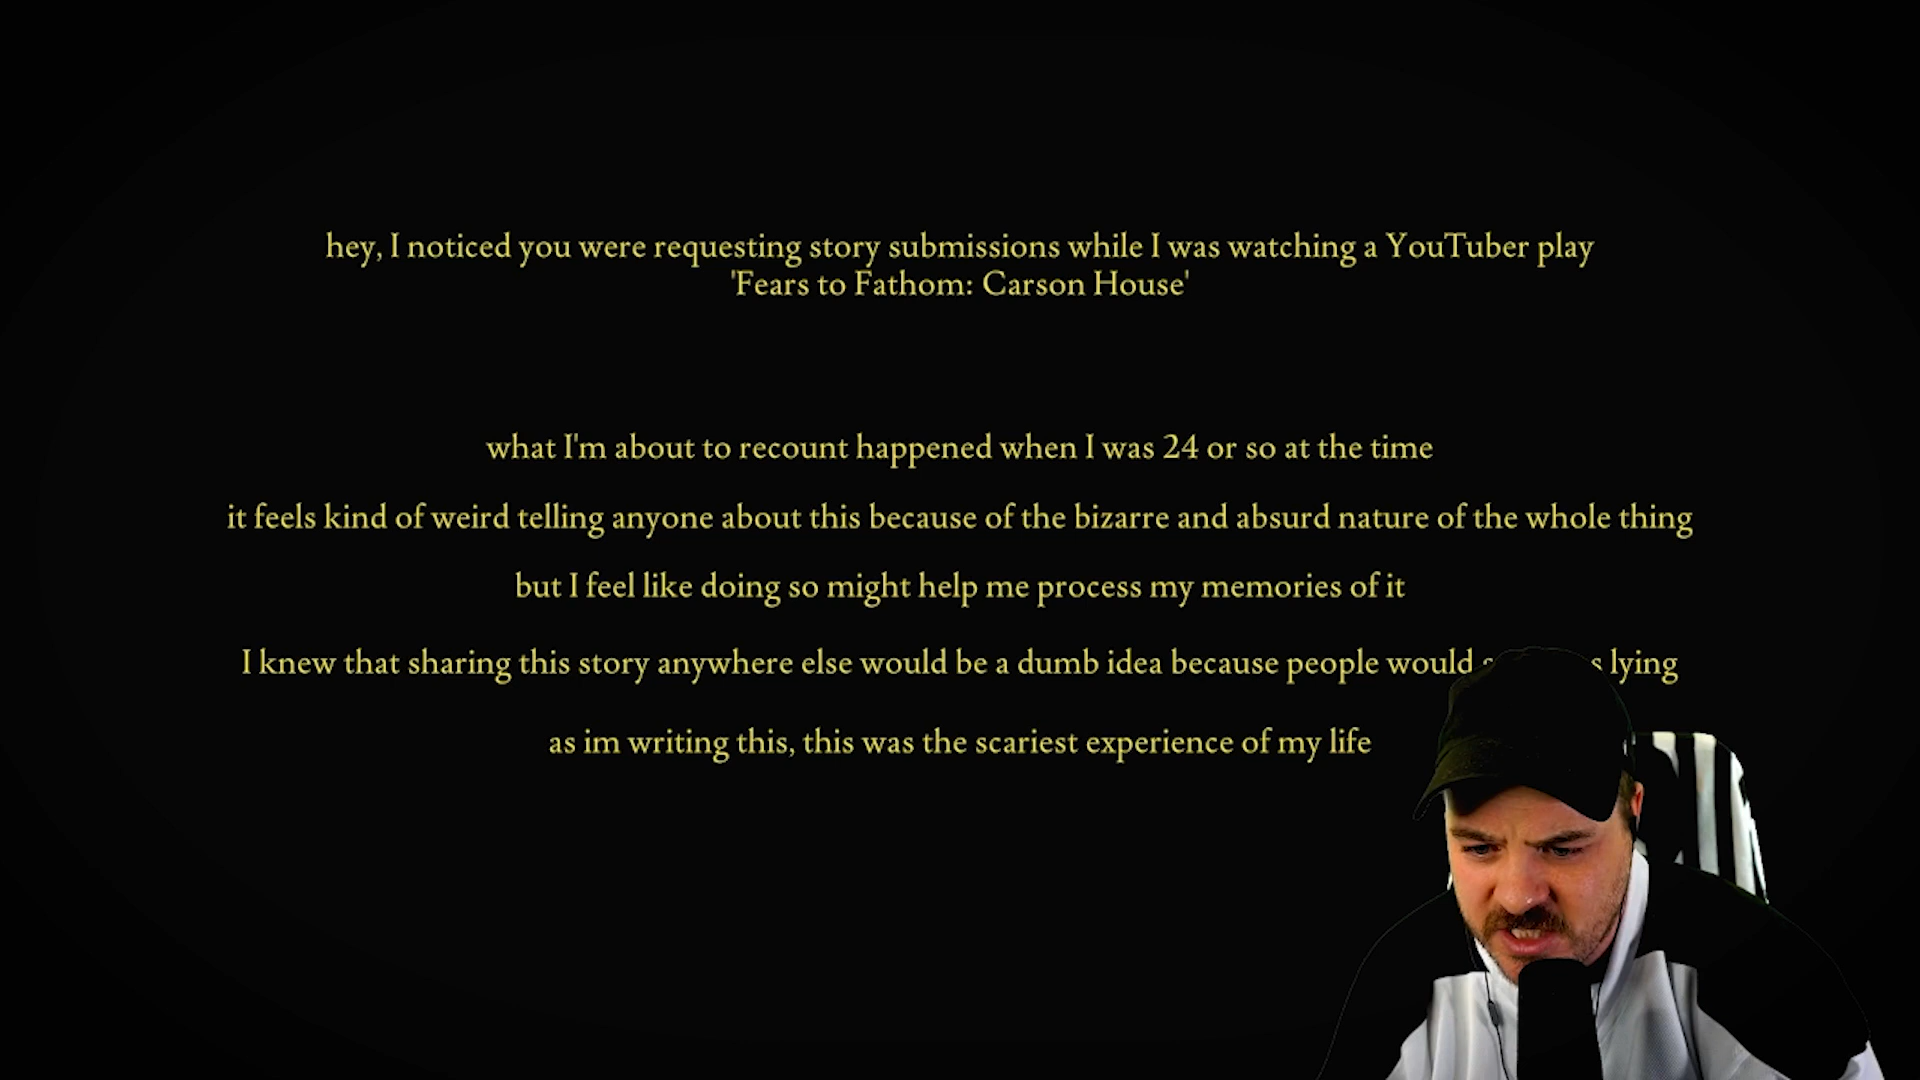 hey, I noticed you were requesting story submissions while I was watching a YouTuber play
'Fears to Fathom: Carson House'
what I'm about to recount happened when I was 24 or so at the time
it feels kind of weird telling anyone about this because of the bizarre and absurd nature of the whole thing
but I feel like doing so might help me process my memories of it
I knew that sharing this story anywhere else would be a dumb idea because people would lying
as im writing this, this was the scariest experience of my life